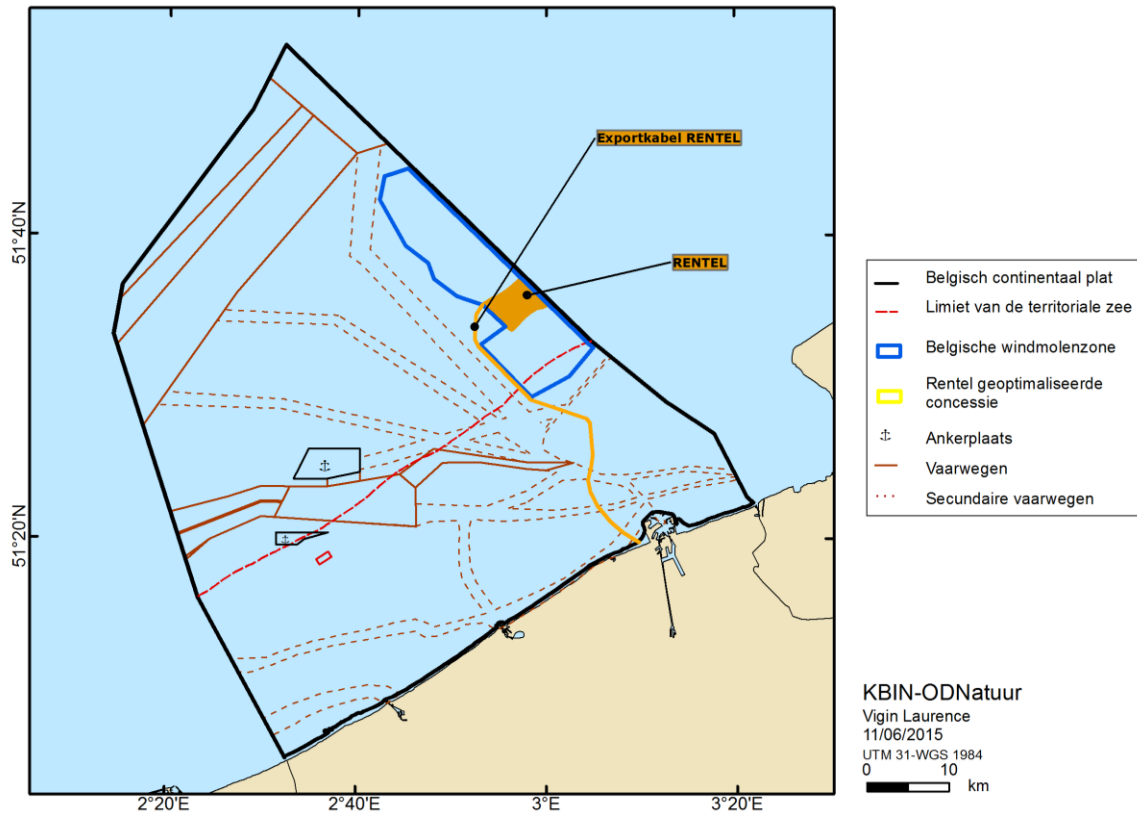 Exportkabel RENTEL
RENTEL
51°40'N
51°20'N
2°20'E
2°40'E
3°E
3°20'E
Belgisch continentaal plat
Limiet van de territoriale zee
Belgische windmolenzone
Rentel geoptimaliseerde
concessie
Ankerplaats
Vaarwegen
Secundaire vaarwegen
KBIN-ODNatuur
Vigin Laurence
11/06/2015
UTM 31-WGS 1984
0 10
km